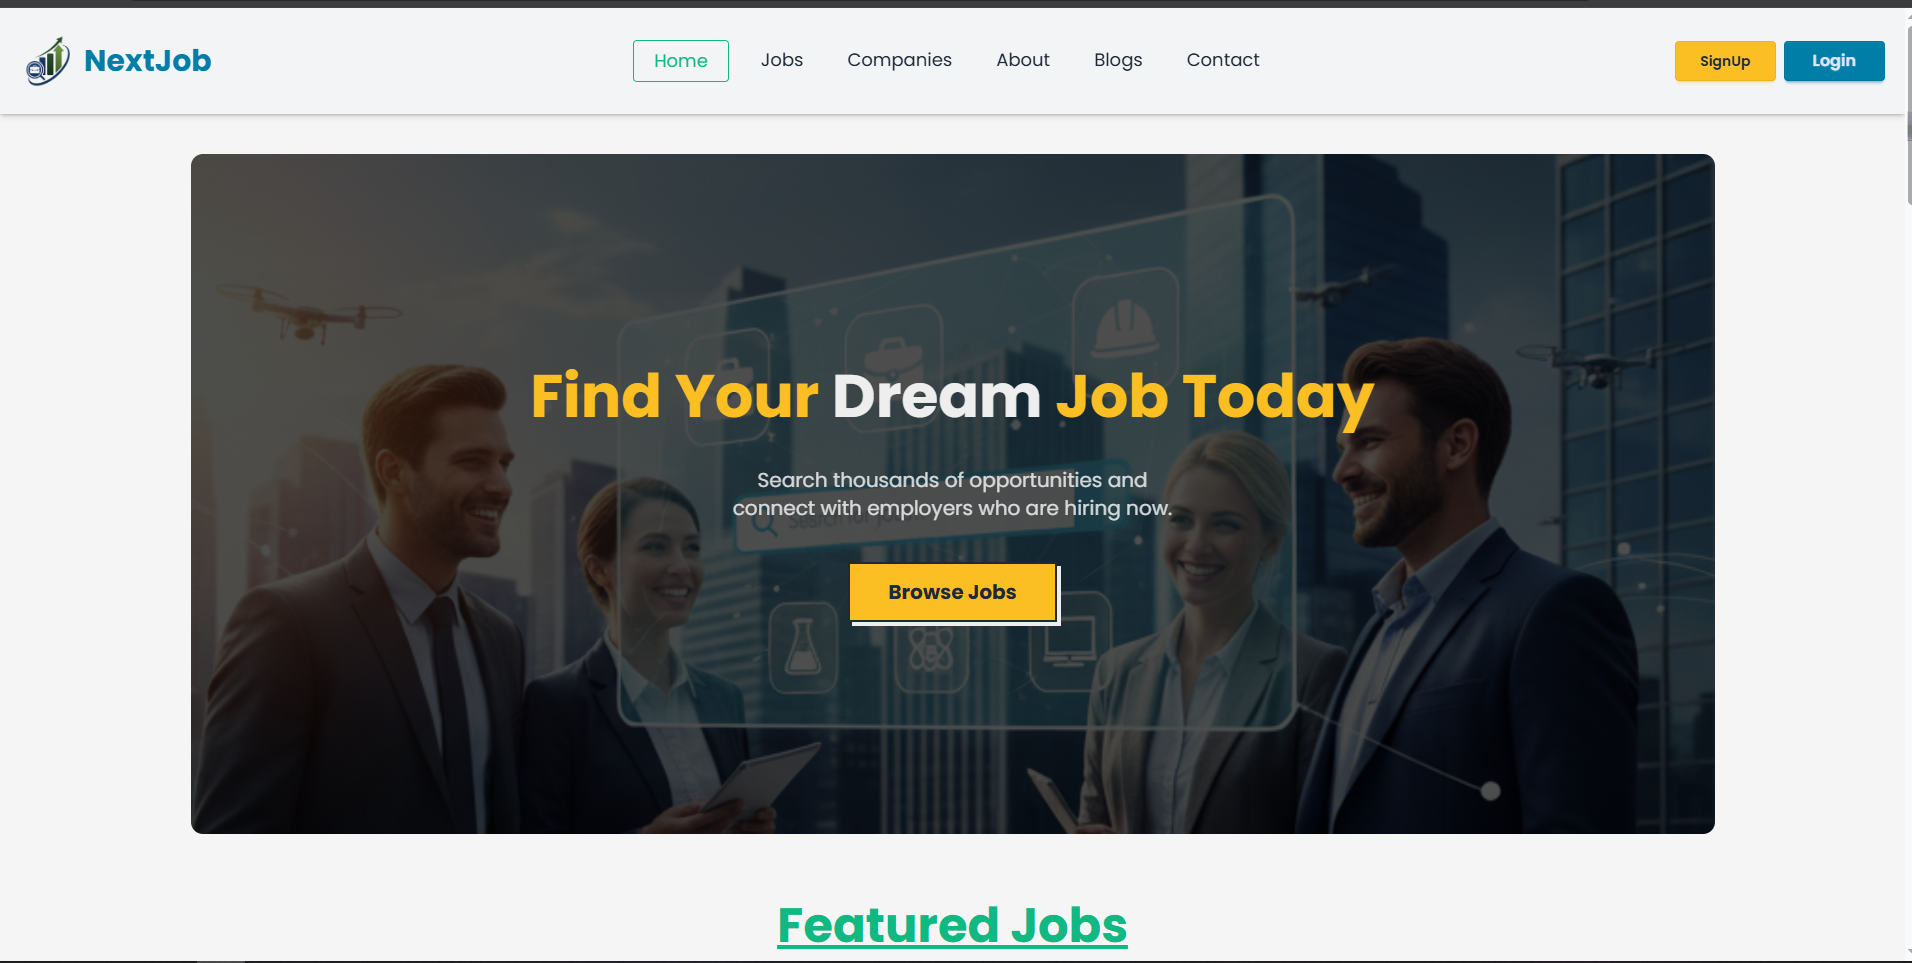 NextJob
Home
Jobs
Companies
About
Blogs
Contact
SignUp
Login
Find Your Dream Job Today
Search thousands of opportunities and
connect with employers who are hiring now.
Browse Jobs
Featured Jobs